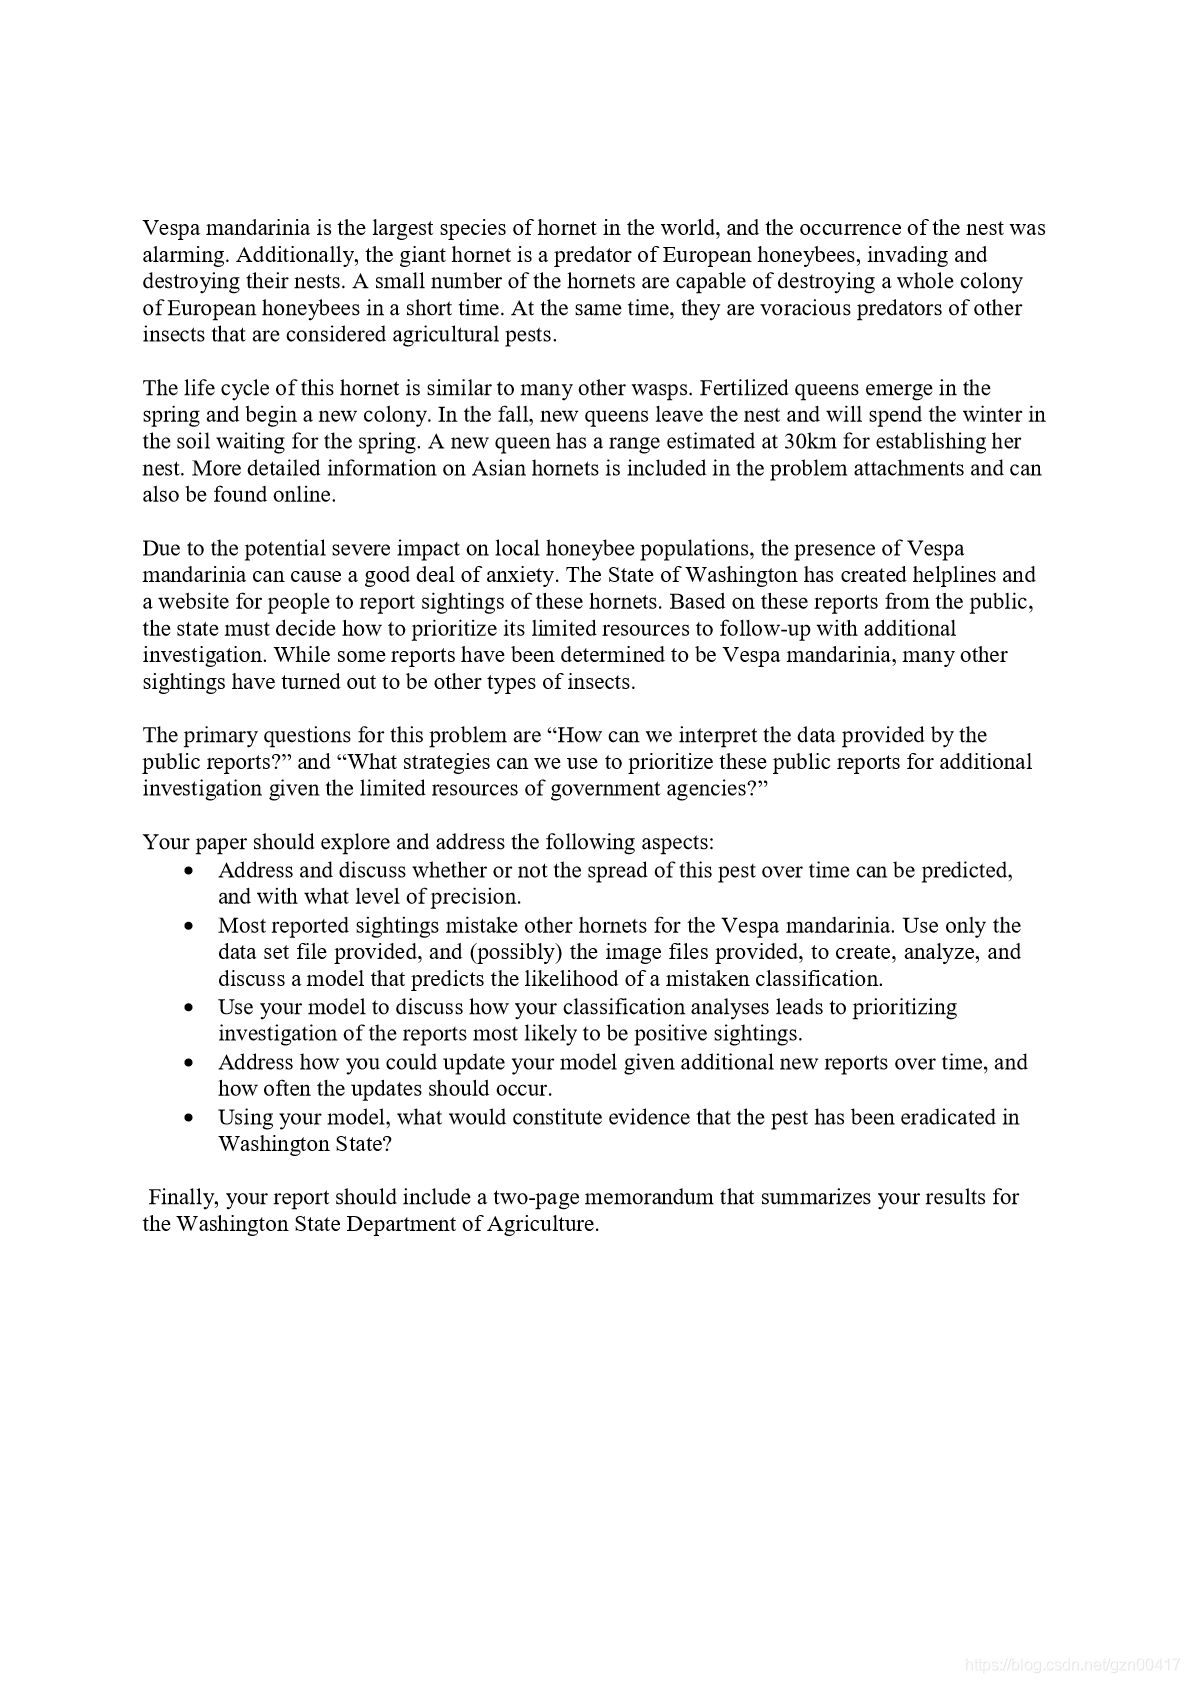 Vespa mandarinia is the largest species of hornet in the world, and the occurrence of the nest was
alarming. Additionally, the giant hornet is a predator of European honeybees, invading and
destroying their nests. A small number of the hornets are capable of destroying a whole colony
of European honeybees in a short time. At the same time, they are voracious predators of other
insects that are considered agricultural pests.
The life cycle of this hornet is similar to many other wasps. Fertilized queens emerge in the
spring and begin a new colony. In the fall, new queens leave the nest and will spend the winter in
the soil waiting for the spring. A new queen has a range estimated at 30km for establishing her
nest. More detailed information on Asian hornets is included in the problem attachments and can
also be found online.
Due to the potential severe impact on local honeybee populations, the presence of Vespa
mandarinia can cause a good deal of anxiety. The State of Washington has created helplines and
a website for people to report sightings of these hornets. Based on these reports from the public,
the state must decide how to prioritize its limited resources to follow-up with additional
investigation. While some reports have been determined to be Vespa mandarinia, many other
sightings have turned out to be other types of insects.
The primary questions for this problem are “How can we interpret the data provided by the
public reports?” and “What strategies can we use to prioritize these public reports for additional
investigation given the limited resources of government agencies?”
Your paper should explore and address the following aspects:
• Address and discuss whether or not the spread of this pest over time can be predicted,
and with what level of precision.
• Most reported sightings mistake other hornets for the Vespa mandarinia. Use only the
data set file provided, and (possibly) the image files provided, to create, analyze, and
discuss a model that predicts the likelihood of a mistaken classification.
• Use your model to discuss how your classification analyses leads to prioritizing
investigation of the reports most likely to be positive sightings.
• Address how you could update your model given additional new reports over time, and
how often the updates should occur.
• Using your model, what would constitute evidence that the pest has been eradicated in
Washington State?
Finally, your report should include a two-page memorandum that summarizes your results for
the Washington State Department of Agriculture.
https://blog.csdn.net/gzn00417